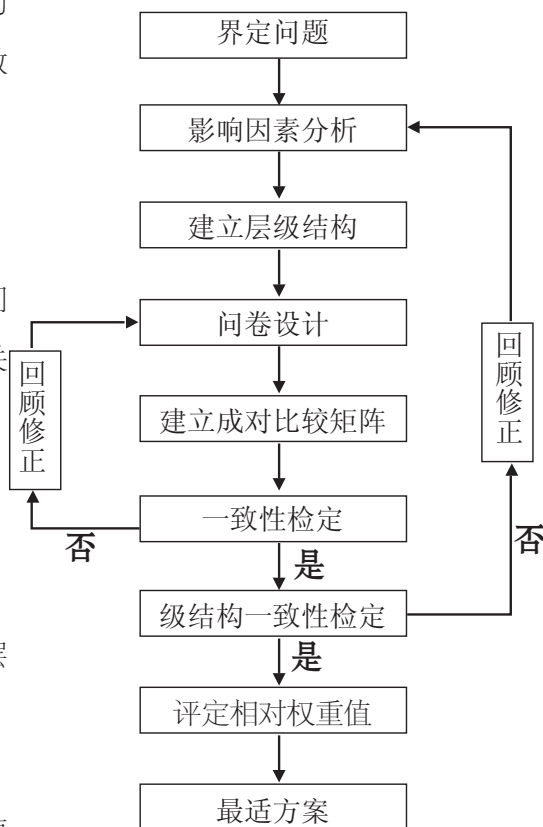 界定问题
影响因素分析
建立层级结构
问卷设计
回顾修正
回顾修正
建立成对比较矩阵
一致性检定
否
否
是
级结构一致性检定
是
评定相对权重值
最适方案